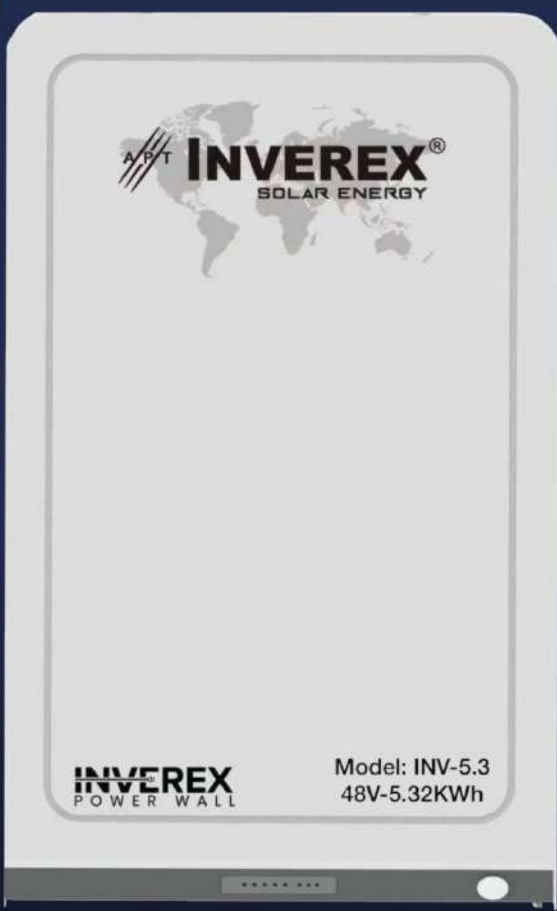 APT INVEREX®
SOLAR ENERGY
INVEREX
POWER WALL
Model: INV-5.3
48V-5.32KWh